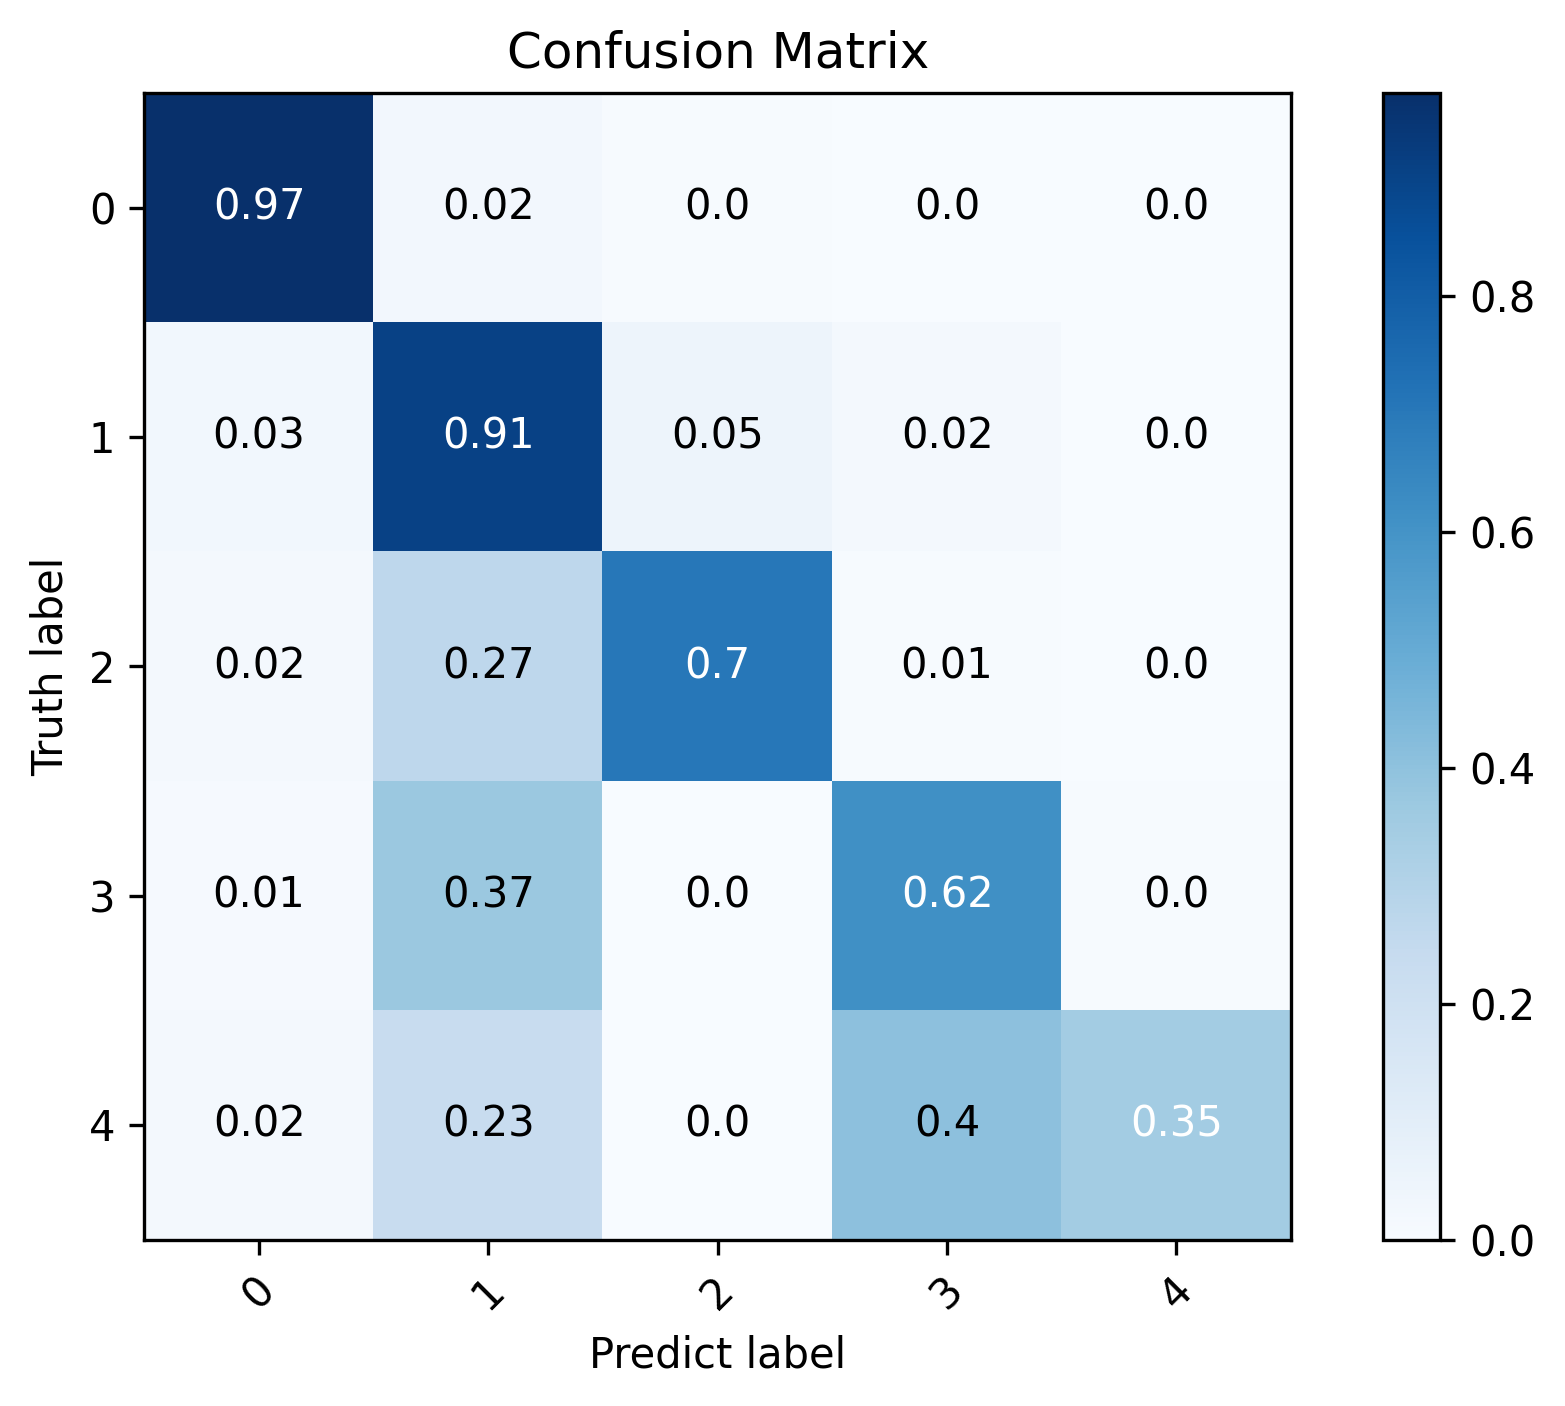 Confusion Matrix
0 0.97 0.02 0.0 0.0 0.0
1 0.03 0.91 0.05 0.02 0.0
2 0.02 0.27 0.7 0.01 0.0
3 0.01 0.37 0.0 0.62 0.0
4 0.02 0.23 0.0 0.4 0.35
0 1 2 3 4
Predict label
Truth label
0.8
0.6
0.4
0.2
0.0